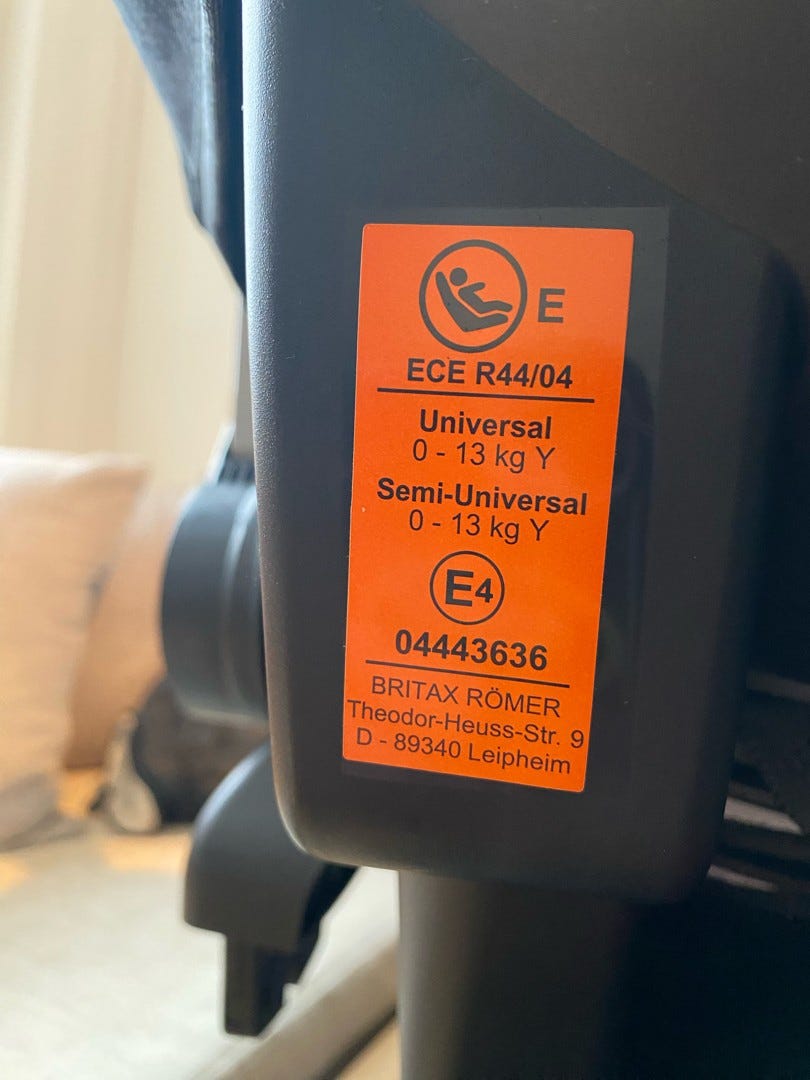 E
ECE R44/04
Universal
0 - 13 kg Y
Semi-Universal
0 - 13 kg Y
E4
04443636
BRITAX RÖMER
Theodor-Heuss-Str. 9
D - 89340 Leipheim